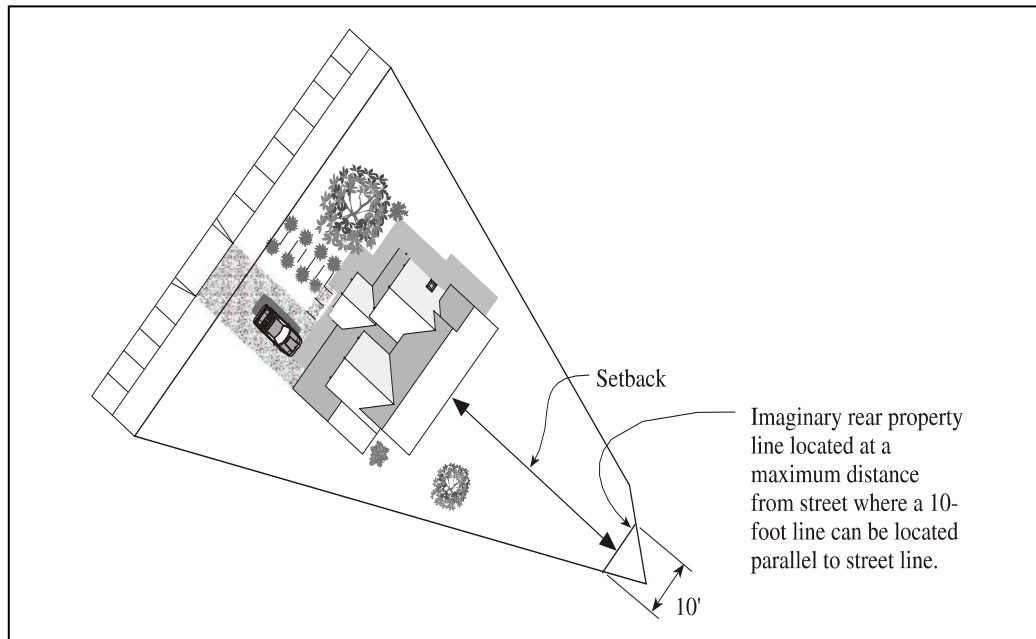 Setback
Imaginary rear property
line located at a
maximum distance
from street where a 10-
foot line can be located
parallel to street line.
10'